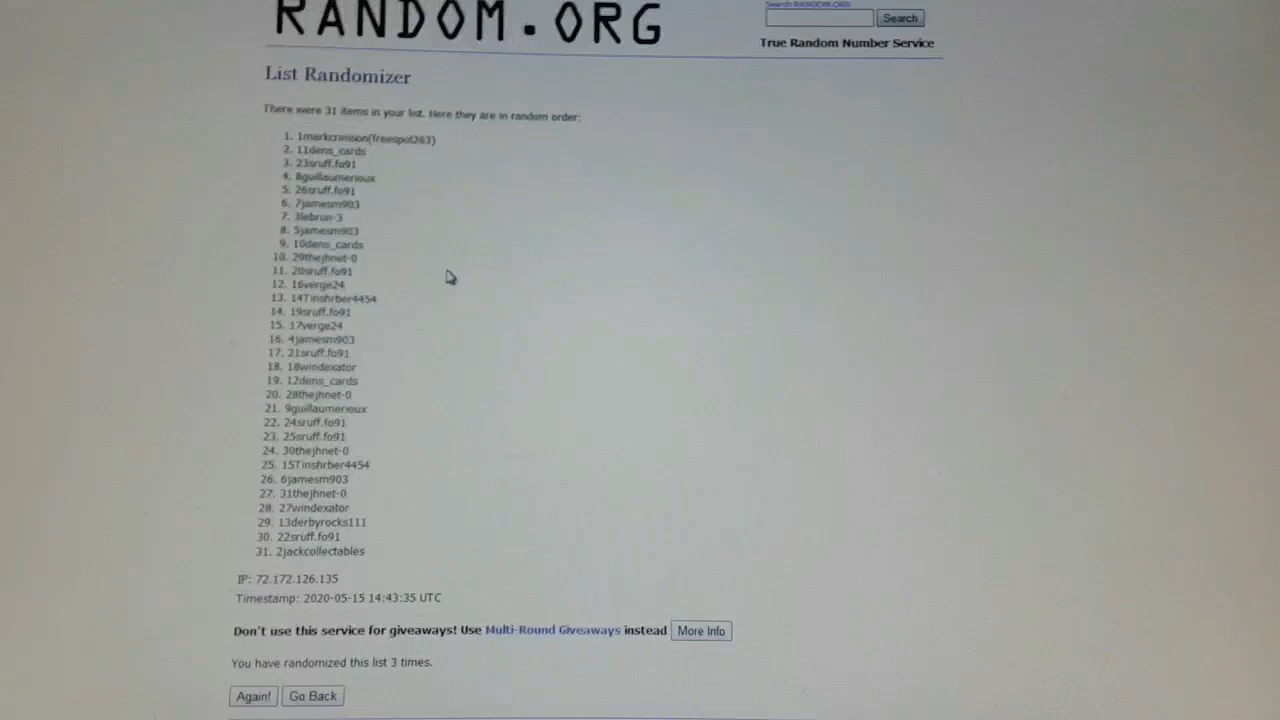 RANDOM.ORG
Search RANDOM.ORG
Search
True Random Number Service
List Randomizer
There were 31 items in your list. Here they are in random order:
1. 1markcrimson(freespot263)
2. 11dens_cards
3. 23sruff.fo91
4. 8guillaumerioux
5. 26sruff.fo91
6. 7jamesm903
7. 3lebrun-3
8. 5jamesm903
9. 10dens_cards
10. 29thejhnet-0
11. 20sruff.fo91
12. 16verge24
13. 14Tinshrber4454
14. 19sruff.fo91
15. 17verge24
16. 4jamesm903
17. 21sruff.fo91
18. 18windexator
19. 12dens_cards
20. 28thejhnet-0
21. 9guillaumerioux
22. 24sruff.fo91
23. 25sruff.fo91
24. 30thejhnet-0
25. 15Tinshrber4454
26. 6jamesm903
27. 31thejhnet-0
28. 27windexator
29. 13derbyrocks111
30. 22sruff.fo91
31. 2jackcollectables
IP: 72.172.126.135
Timestamp: 2020-05-15 14:43:35 UTC
Don't use this service for giveaways! Use Multi-Round Giveaways instead More Info
You have randomized this list 3 times.
Again! Go Back